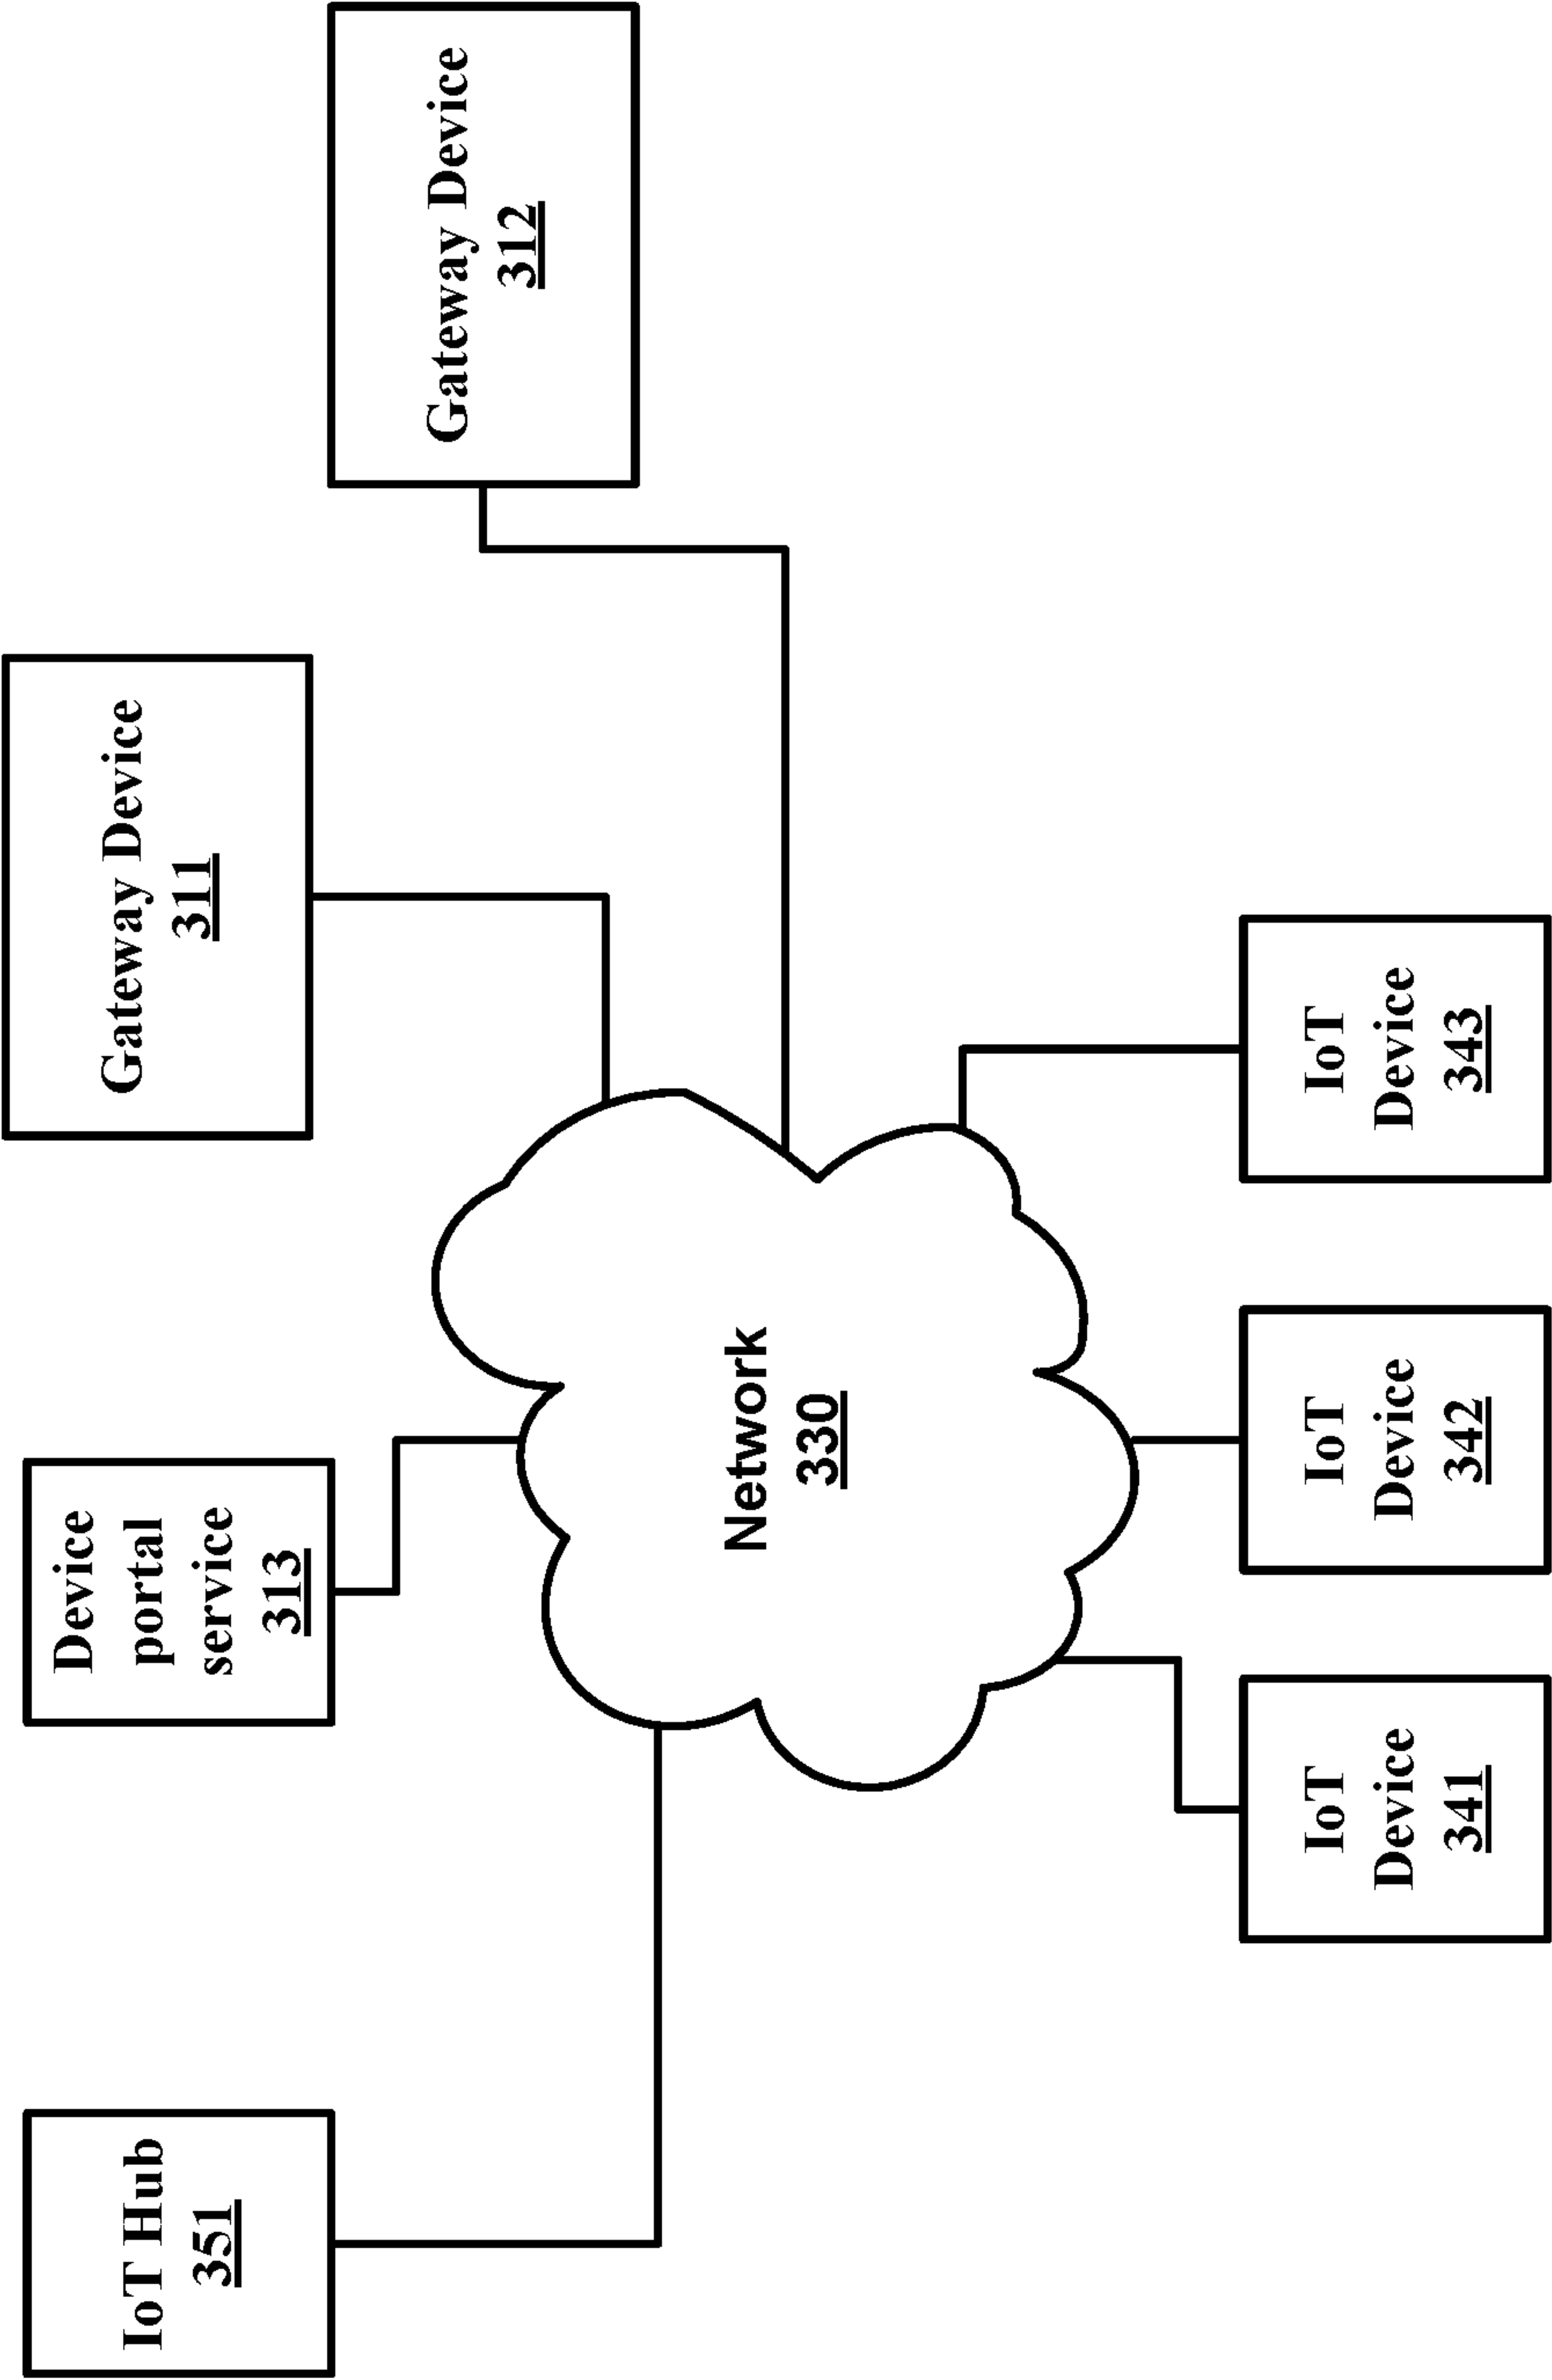 IoT Hub
351
Device
portal
service
313
Gateway Device
311
Gateway Device
312
Network
330
IoT
Device
341
IoT
Device
342
IoT
Device
343